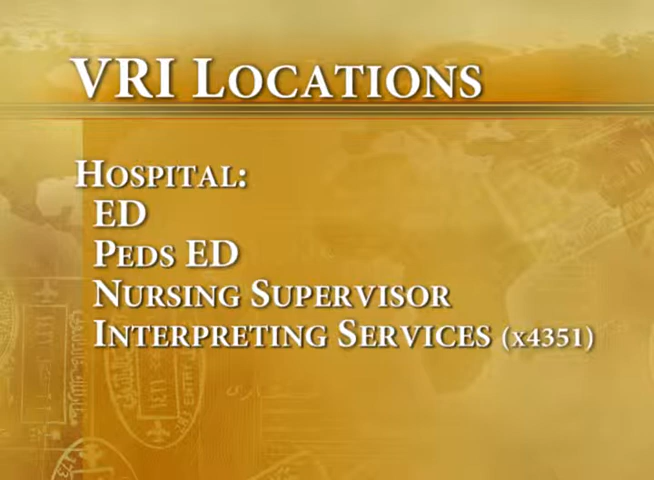 VRI Locations
Hospital:
ED
Peds ED
Nursing Supervisor
Interpreting Services (x4351)